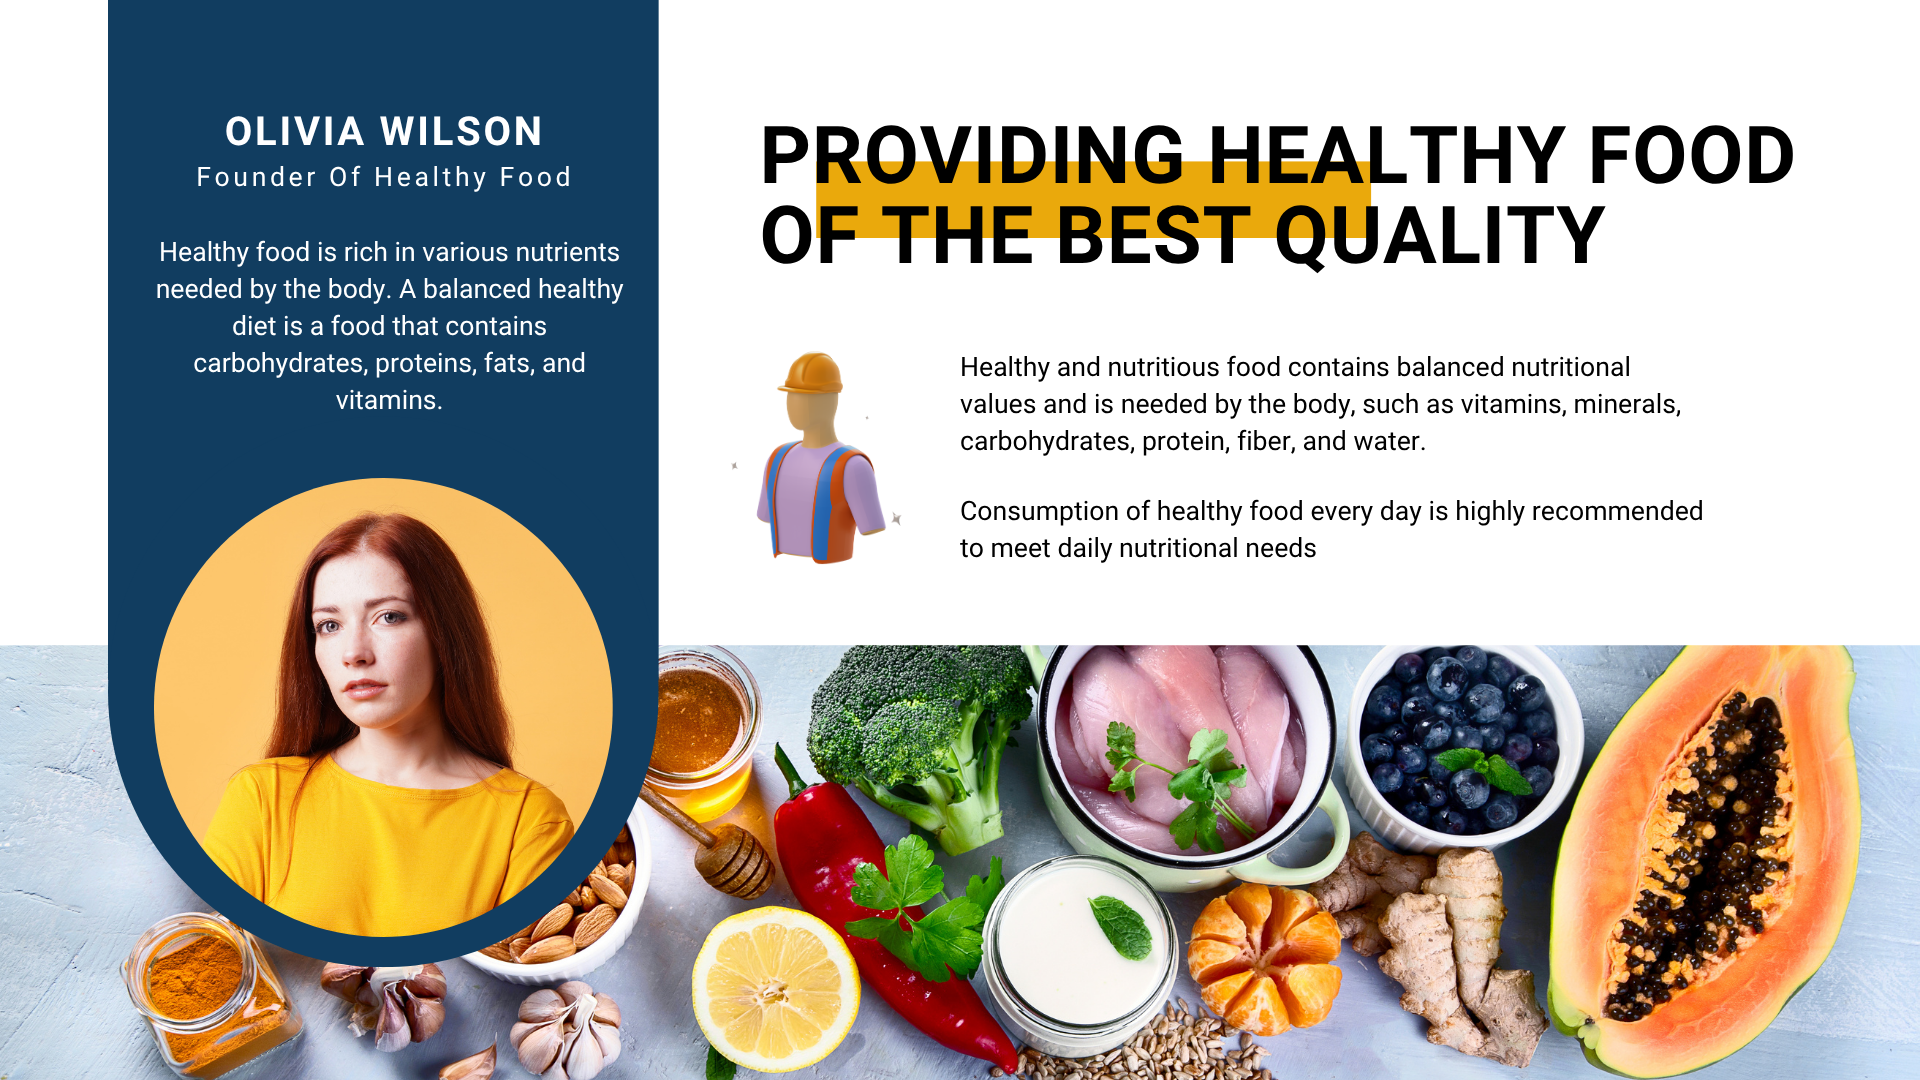 OLIVIA WILSON
Founder Of Healthy Food
Healthy food is rich in various nutrients
needed by the body. A balanced healthy
diet is a food that contains
carbohydrates, proteins, fats, and
vitamins.
PROVIDING HEALTHY FOOD
OF THE BEST QUALITY
Healthy and nutritious food contains balanced nutritional
values and is needed by the body, such as vitamins, minerals,
carbohydrates, protein, fiber, and water.
Consumption of healthy food every day is highly recommended
to meet daily nutritional needs